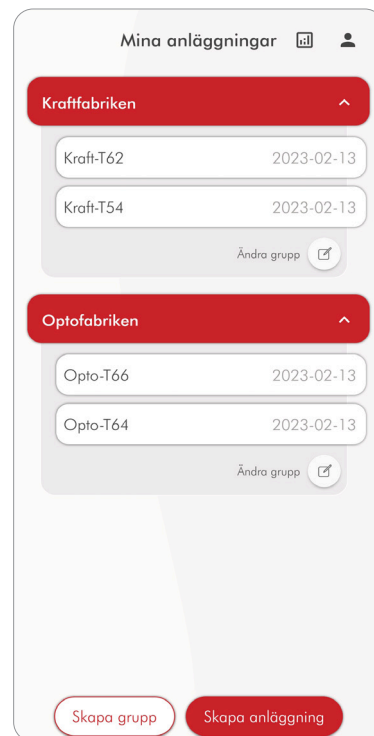 Mina anläggningar
Kraftfabriken
Kraft-T62 2023-02-13
Kraft-T54 2023-02-13
Ändra grupp
Optofabriken
Opto-T66 2023-02-13
Opto-T64 2023-02-13
Ändra grupp
Skapa grupp Skapa anläggning